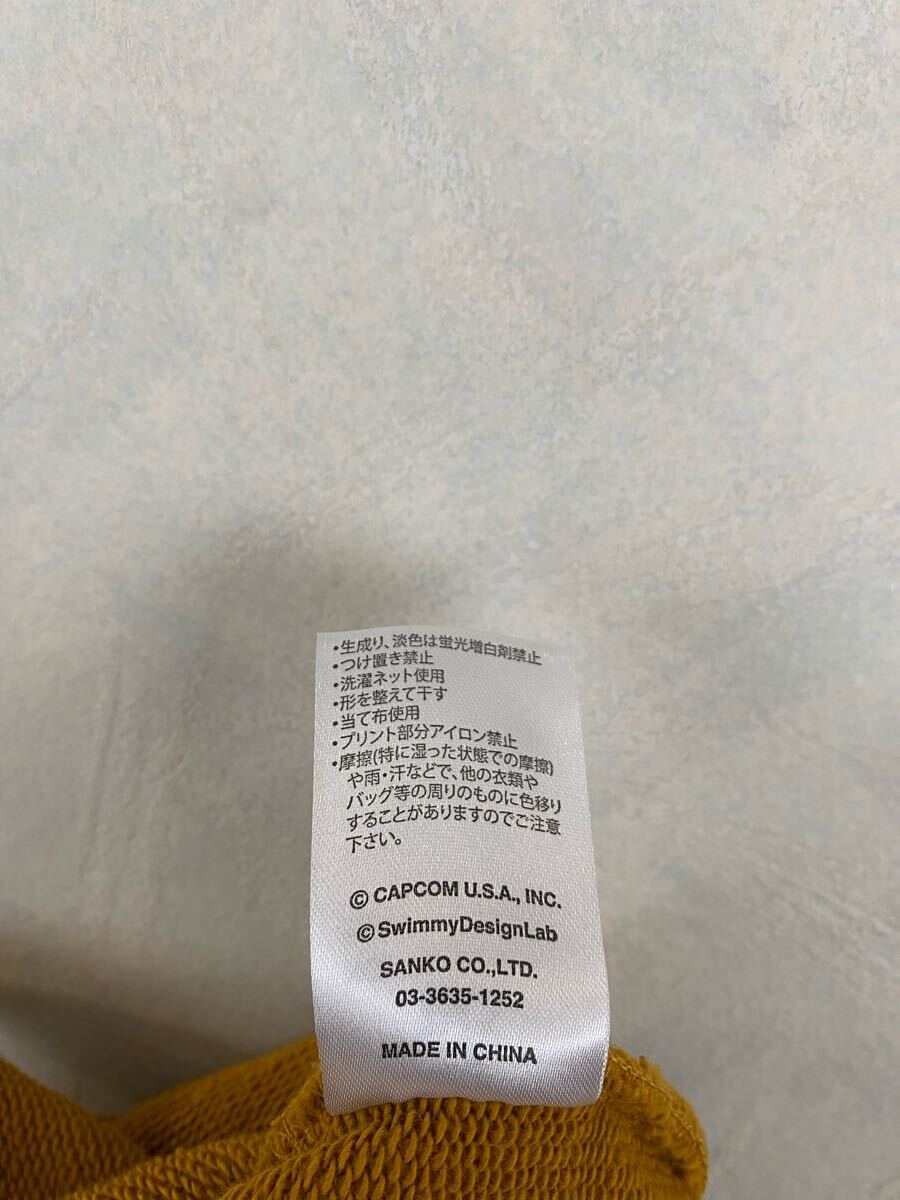 ・生成り、淡色は蛍光増白剤禁止
・つけ置き禁止
・洗濯ネット使用
・形を整えて干す
・当て布使用
・プリント部分アイロン禁止
・摩擦(特に湿った状態での摩擦)
や雨・汗などで、他の衣類や
バッグ等の周りのものに色移り
することがありますのでご注意
下さい。
© CAPCOM U.S.A., INC.
© SwimmyDesignLab
SANKO CO.,LTD.
03-3635-1252
MADE IN CHINA